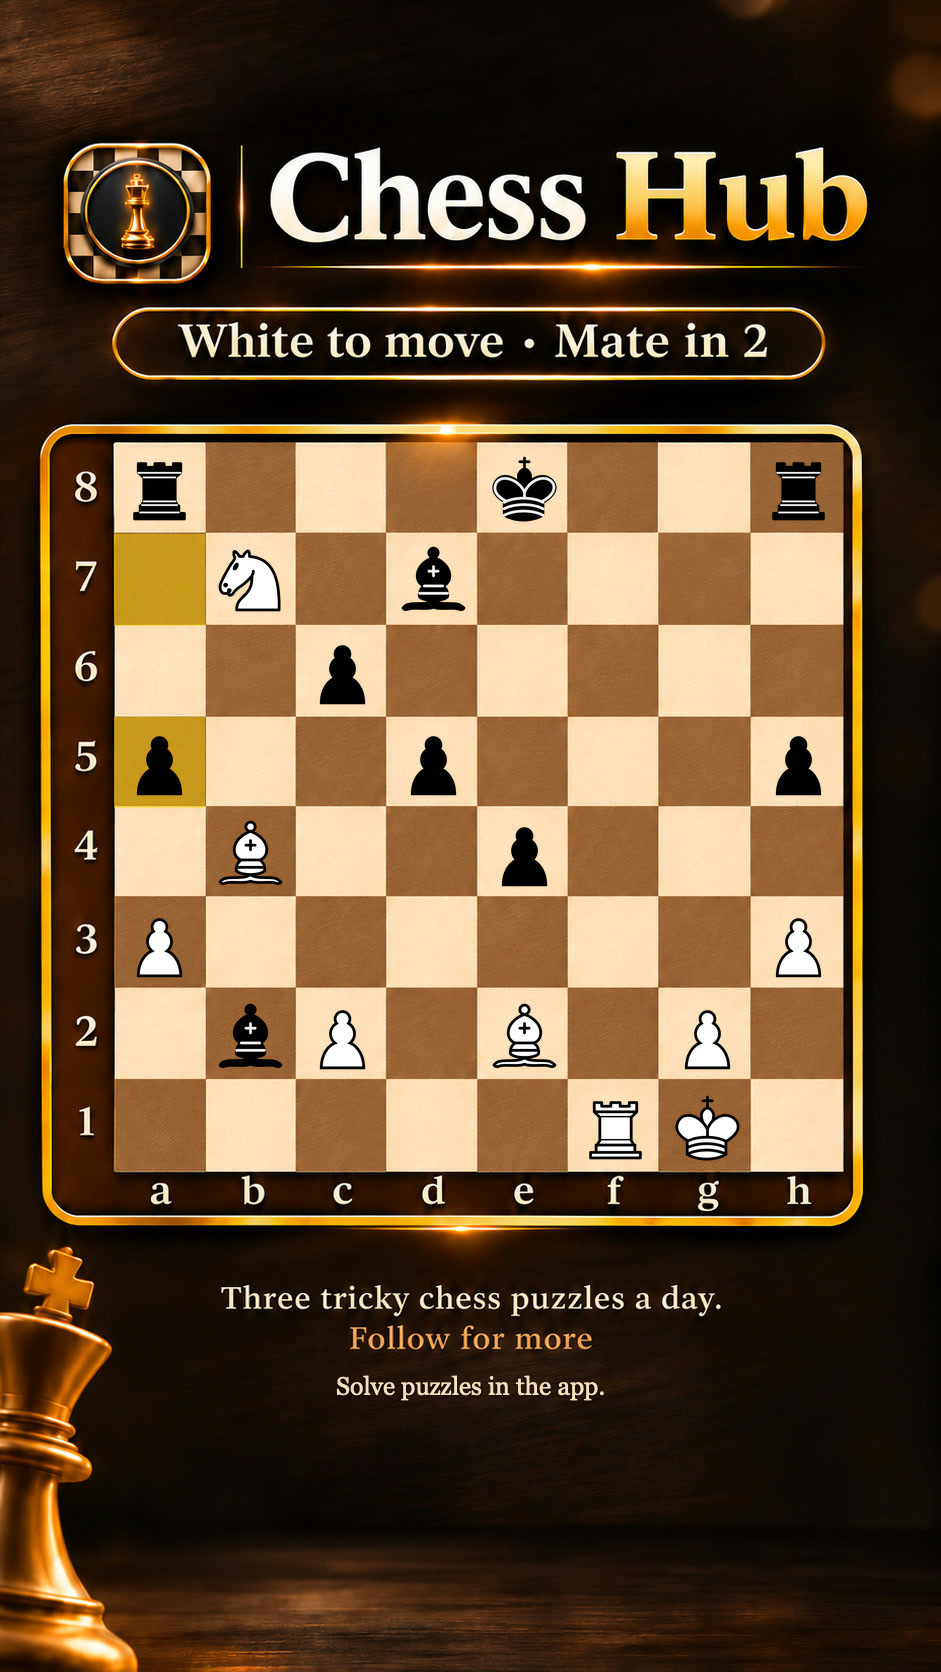 Chess Hub
White to move • Mate in 2
8
7
6
5
4
3
2
1
a b c d e f g h
Three tricky chess puzzles a day.
Follow for more
Solve puzzles in the app.